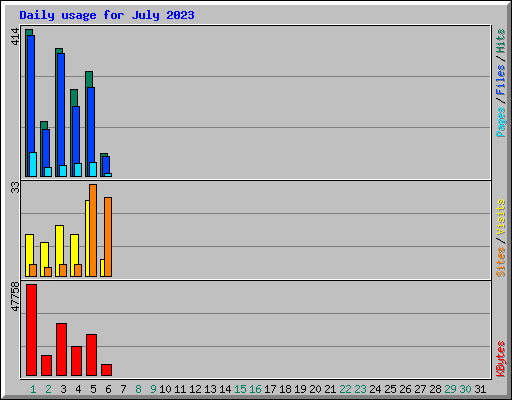 Daily usage for July 2023
414
Pages/Files/Hits
33
Sites/Visits
47758
KBytes
1 2 3 4 5 6 7 8 9 10 11 12 13 14 15 16 17 18 19 20 21 22 23 24 25 26 27 28 29 30 31